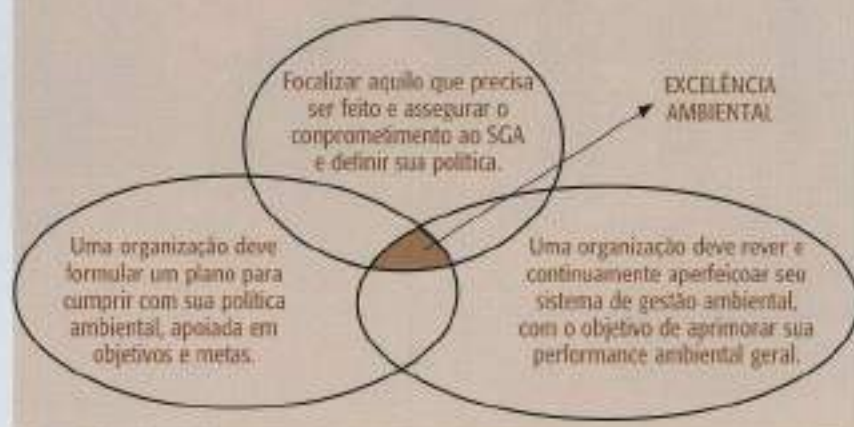 Focalizar aquilo que precisa
ser feito e assegurar o
conprometimento ao SGA
e definir sua política.
EXCELÊNCIA
AMBIENTAL
Uma organização deve
formular um plano para
cumprir com sua política
ambiental, apoiada em
objetivos e metas.
Uma organização deve rever e
continuamente aperfeicoar seu
sistema de gestão ambiental,
com o objetivo de aprimorar sua
performance ambiental geral.